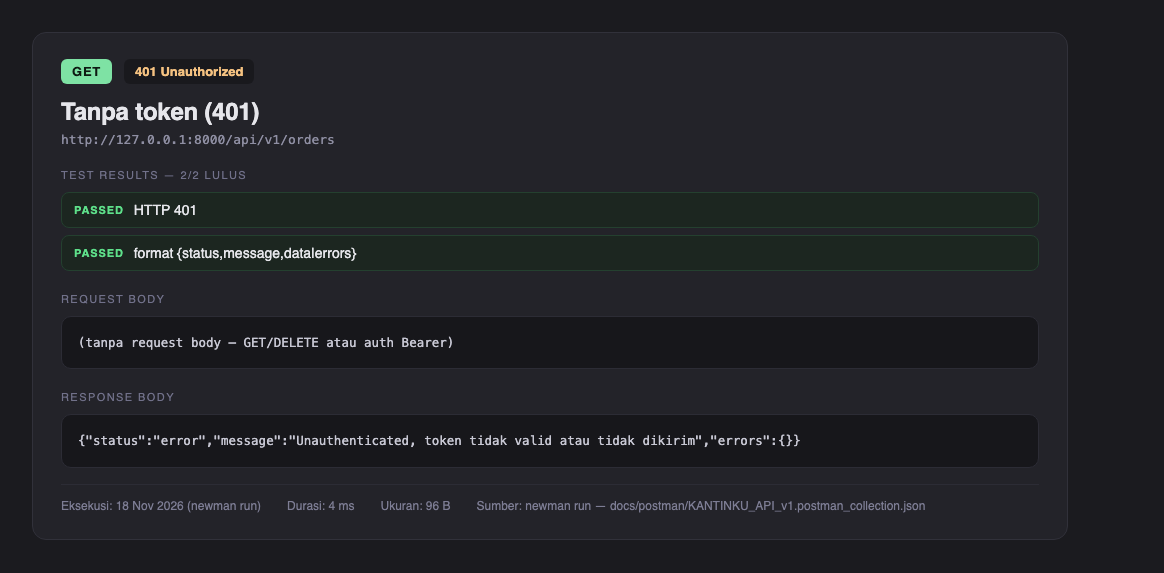 GET 401 Unauthorized
Tanpa token (401)
http://127.0.0.1:8000/api/v1/orders
TEST RESULTS — 2/2 LULUS
PASSED HTTP 401
PASSED format {status,message,data|errors}
REQUEST BODY
(tanpa request body — GET/DELETE atau auth Bearer)
RESPONSE BODY
{"status":"error","message":"Unauthenticated, token tidak valid atau tidak dikirim","errors":{}}
Eksekusi: 18 Nov 2026 (newman run) Durasi: 4 ms Ukuran: 96 B Sumber: newman run — docs/postman/KANTINKU_API_v1.postman_collection.json